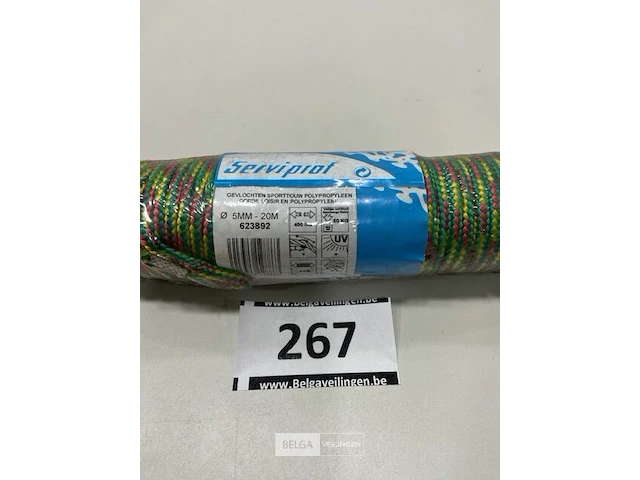 Serviprof
GEVLOCHTEN SPORTTOUW POLYPROPYLEEN
CORDE LOISIR EN POLYPROPYLENE
Ø 5MM - 20M
623892
UV
www.Belgaveilingen.be
267
www.Belgaveilingen.be
BELGA VEILINGEN